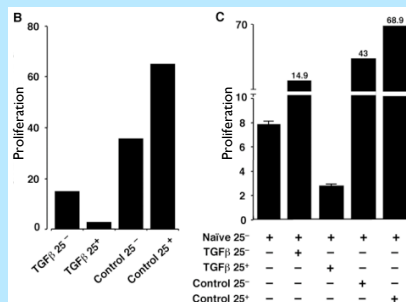 B
Proliferation
80
60
40
20
0
TGFβ 25⁻
TGFβ 25⁺
Control 25⁻
Control 25⁺
C
Proliferation
70
10
8
6
4
2
0
14.9
43
68.9
Naïve 25⁻ + + + + +
TGFβ 25⁻ − + − − −
TGFβ 25⁺ − − + − −
Control 25⁻ − − − + −
Control 25⁺ − − − − +